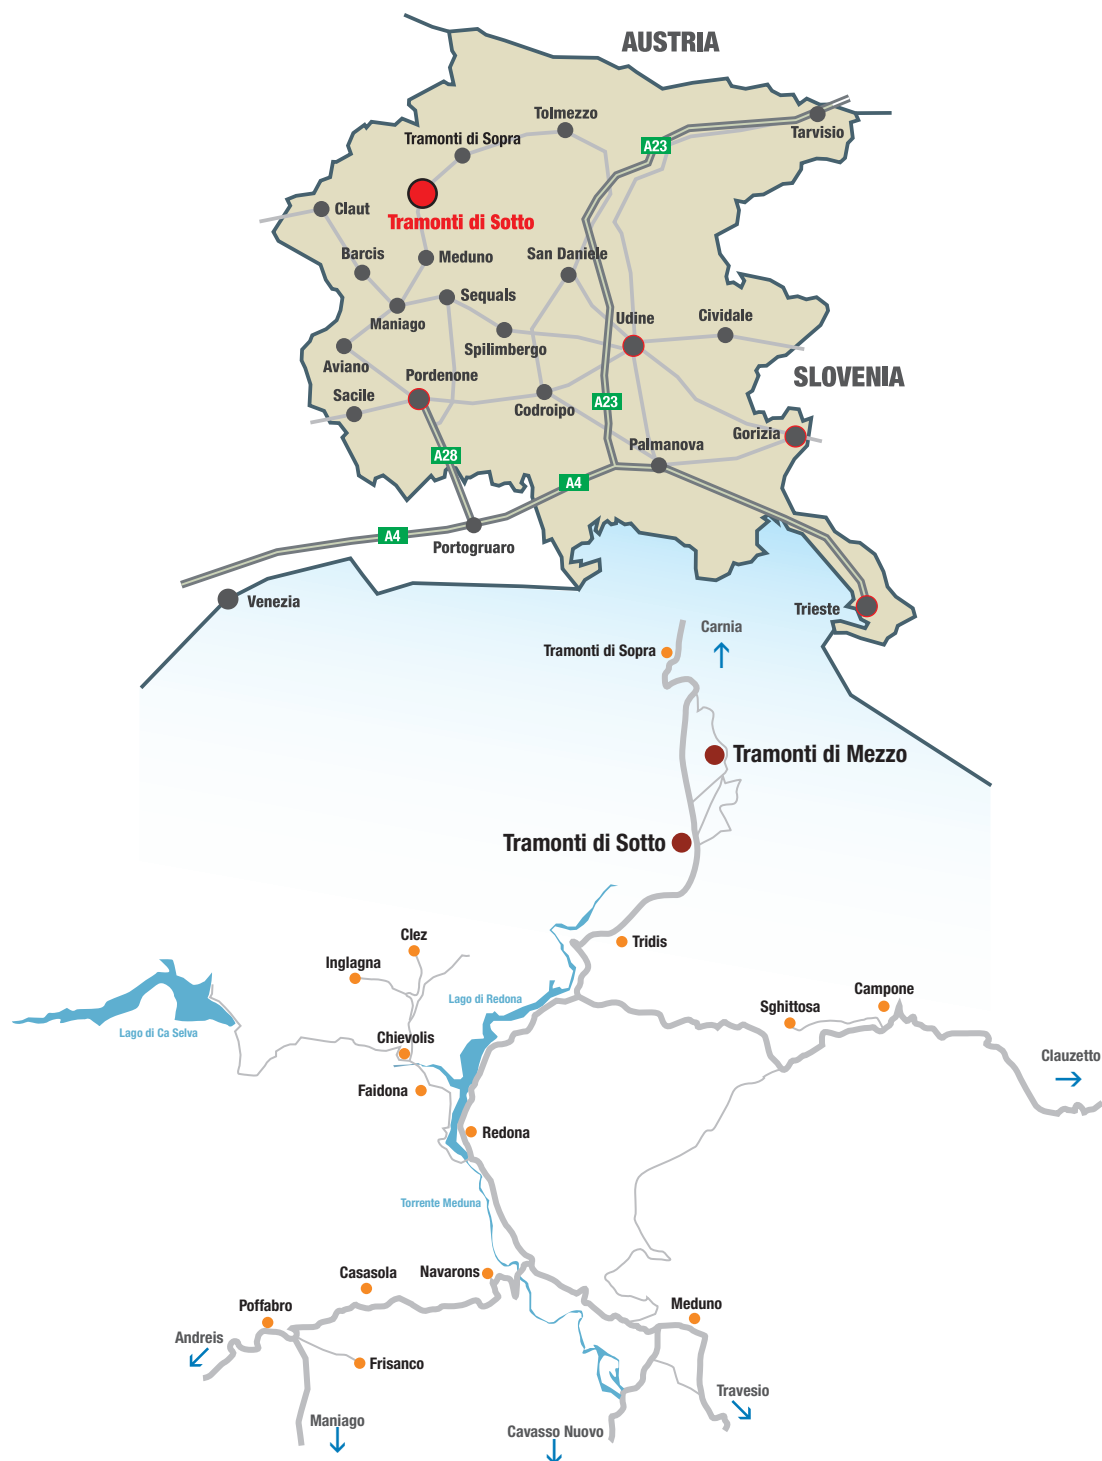 AUSTRIA
Tolmezzo
Tarvisio
Tramonti di Sopra
A23
Tramonti di Sotto
Claut
Barcis
Meduno
San Daniele
Sequals
Maniago
Udine
Cividale
Spilimbergo
Aviano
Pordenone
SLOVENIA
Sacile
Codroipo
A23
Gorizia
Palmanova
A28
A4
A4
Portogruaro
Venezia
Trieste
Carnia
Tramonti di Sopra
Tramonti di Mezzo
Tramonti di Sotto
Clez
Tridis
Inglagna
Lago di Redona
Campone
Sghittosa
Lago di Ca Selva
Chievolis
Clauzetto
Faidona
Redona
Torrente Meduna
Casasola
Navarons
Poffabro
Meduno
Andreis
Frisanco
Travesio
Maniago
Cavasso Nuovo